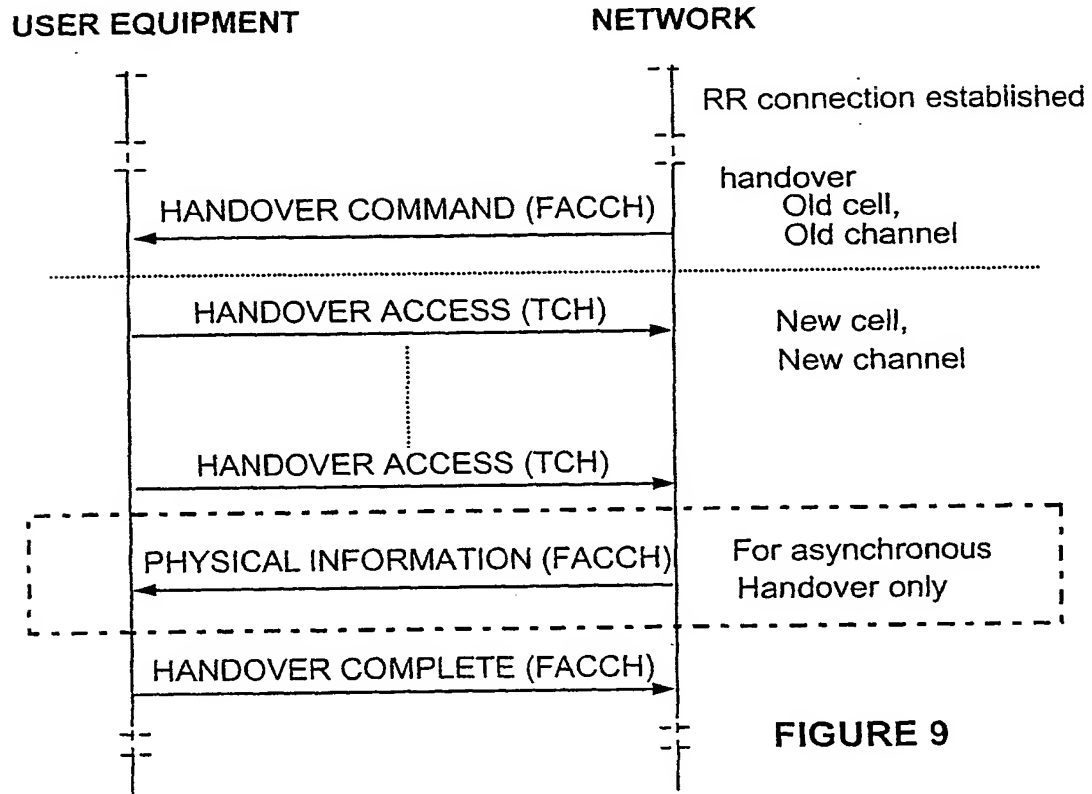 USER EQUIPMENT
NETWORK
RR connection established
HANDOVER COMMAND (FACCH)
handover
Old cell,
Old channel
HANDOVER ACCESS (TCH)
New cell,
New channel
HANDOVER ACCESS (TCH)
PHYSICAL INFORMATION (FACCH)
For asynchronous
Handover only
HANDOVER COMPLETE (FACCH)
FIGURE 9